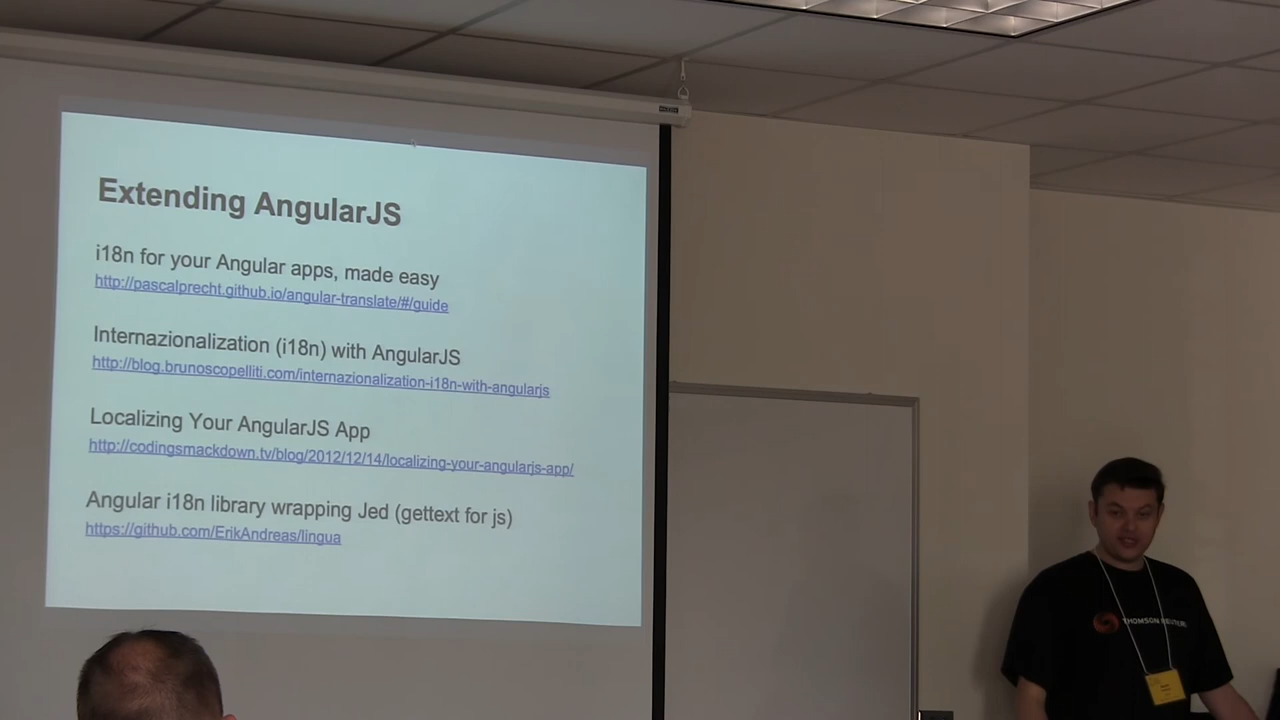 Extending AngularJS
i18n for your Angular apps, made easy
http://pascalprecht.github.io/angular-translate/#/guide
Internazionalization (i18n) with AngularJS
http://blog.brunoscopelliti.com/internazionalization-i18n-with-angularjs
Localizing Your AngularJS App
http://codingsmackdown.tv/blog/2012/12/14/localizing-your-angularjs-app/
Angular i18n library wrapping Jed (gettext for js)
https://github.com/ErikAndreas/lingua
THOMSON REUTERS